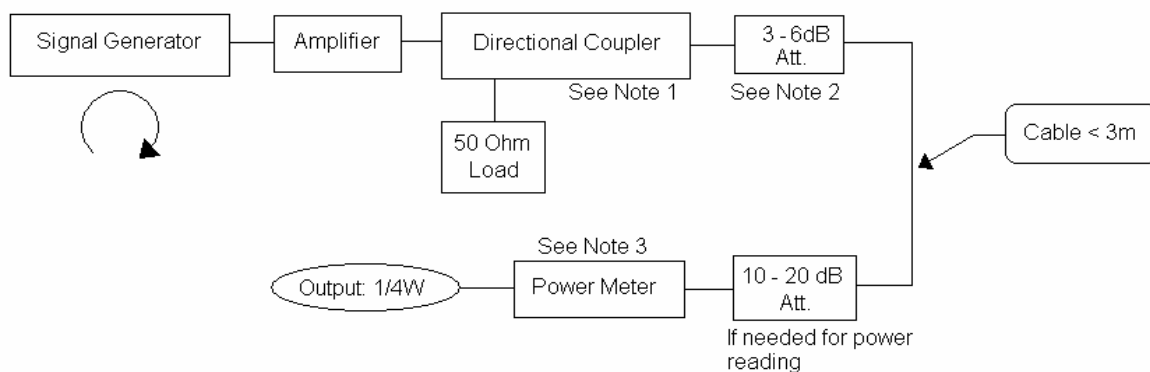 Signal Generator
Amplifier
Directional Coupler
3 - 6dB
Att.
See Note 1
See Note 2
50 Ohm
Load
Cable < 3m
See Note 3
Output: 1/4W
Power Meter
10 - 20 dB
Att.
If needed for power
reading